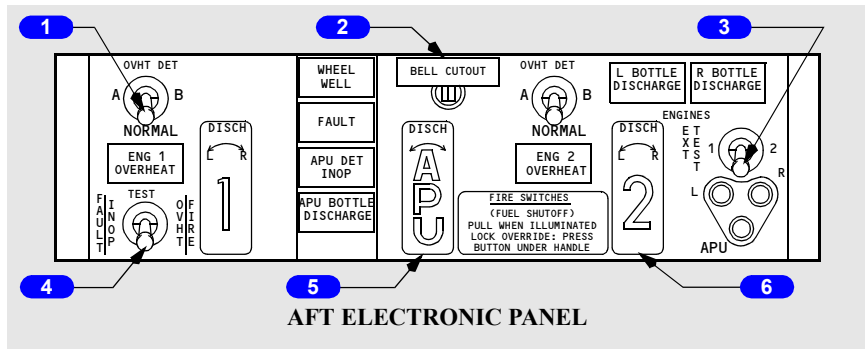 1
2
3
OVHT DET
A B
NORMAL
ENG 1
OVERHEAT
TEST
FAULT
INOP
OVHT
FIRE
DISCH
L R
1
WHEEL
WELL
FAULT
APU DET
INOP
APU BOTTLE
DISCHARGE
BELL CUTOUT
DISCH
APU
OVHT DET
A B
NORMAL
ENG 2
OVERHEAT
FIRE SWITCHES
(FUEL SHUTOFF)
PULL WHEN ILLUMINATED
LOCK OVERRIDE: PRESS
BUTTON UNDER HANDLE
L BOTTLE
DISCHARGE
R BOTTLE
DISCHARGE
DISCH
L R
2
ENGINES
EXT
TEST
1 2
L
R
APU
4
5
6
AFT ELECTRONIC PANEL